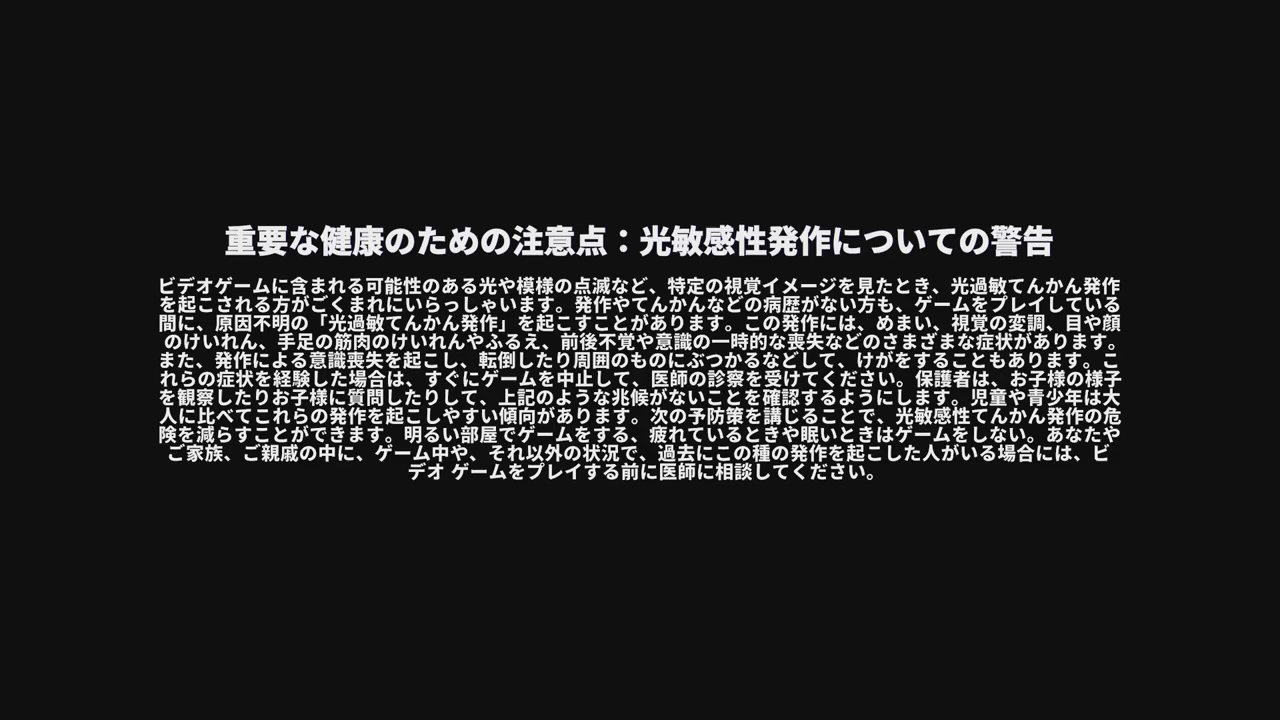 重要な健康のための注意点：光敏感性発作についての警告
ビデオゲームに含まれる可能性のある光や模様の点滅など、特定の視覚イメージを見たとき、光過敏てんかん発作
を起こされる方がごくまれにいらっしゃいます。発作やてんかんなどの病歴がない方も、ゲームをプレイしている
間に、原因不明の「光過敏てんかん発作」を起こすことがあります。この発作には、めまい、視覚の変調、目や顔
のけいれん、手足の筋肉のけいれんやふるえ、前後不覚や意識の一時的な喪失などのさまざまな症状があります。
また、発作による意識喪失を起こし、転倒したり周囲のものにぶつかるなどして、けがをすることもあります。こ
れらの症状を経験した場合は、すぐにゲームを中止して、医師の診察を受けてください。保護者は、お子様の様子
を観察したりお子様に質問したりして、上記のような兆候がないことを確認するようにします。児童や青少年は大
人に比べてこれらの発作を起こしやすい傾向があります。次の予防策を講じることで、光敏感性てんかん発作の危
険を減らすことができます。明るい部屋でゲームをする、疲れているときや眠いときはゲームをしない。あなたや
ご家族、ご親戚の中に、ゲーム中や、それ以外の状況で、過去にこの種の発作を起こした人がいる場合には、ビ
デオ ゲームをプレイする前に医師に相談してください。